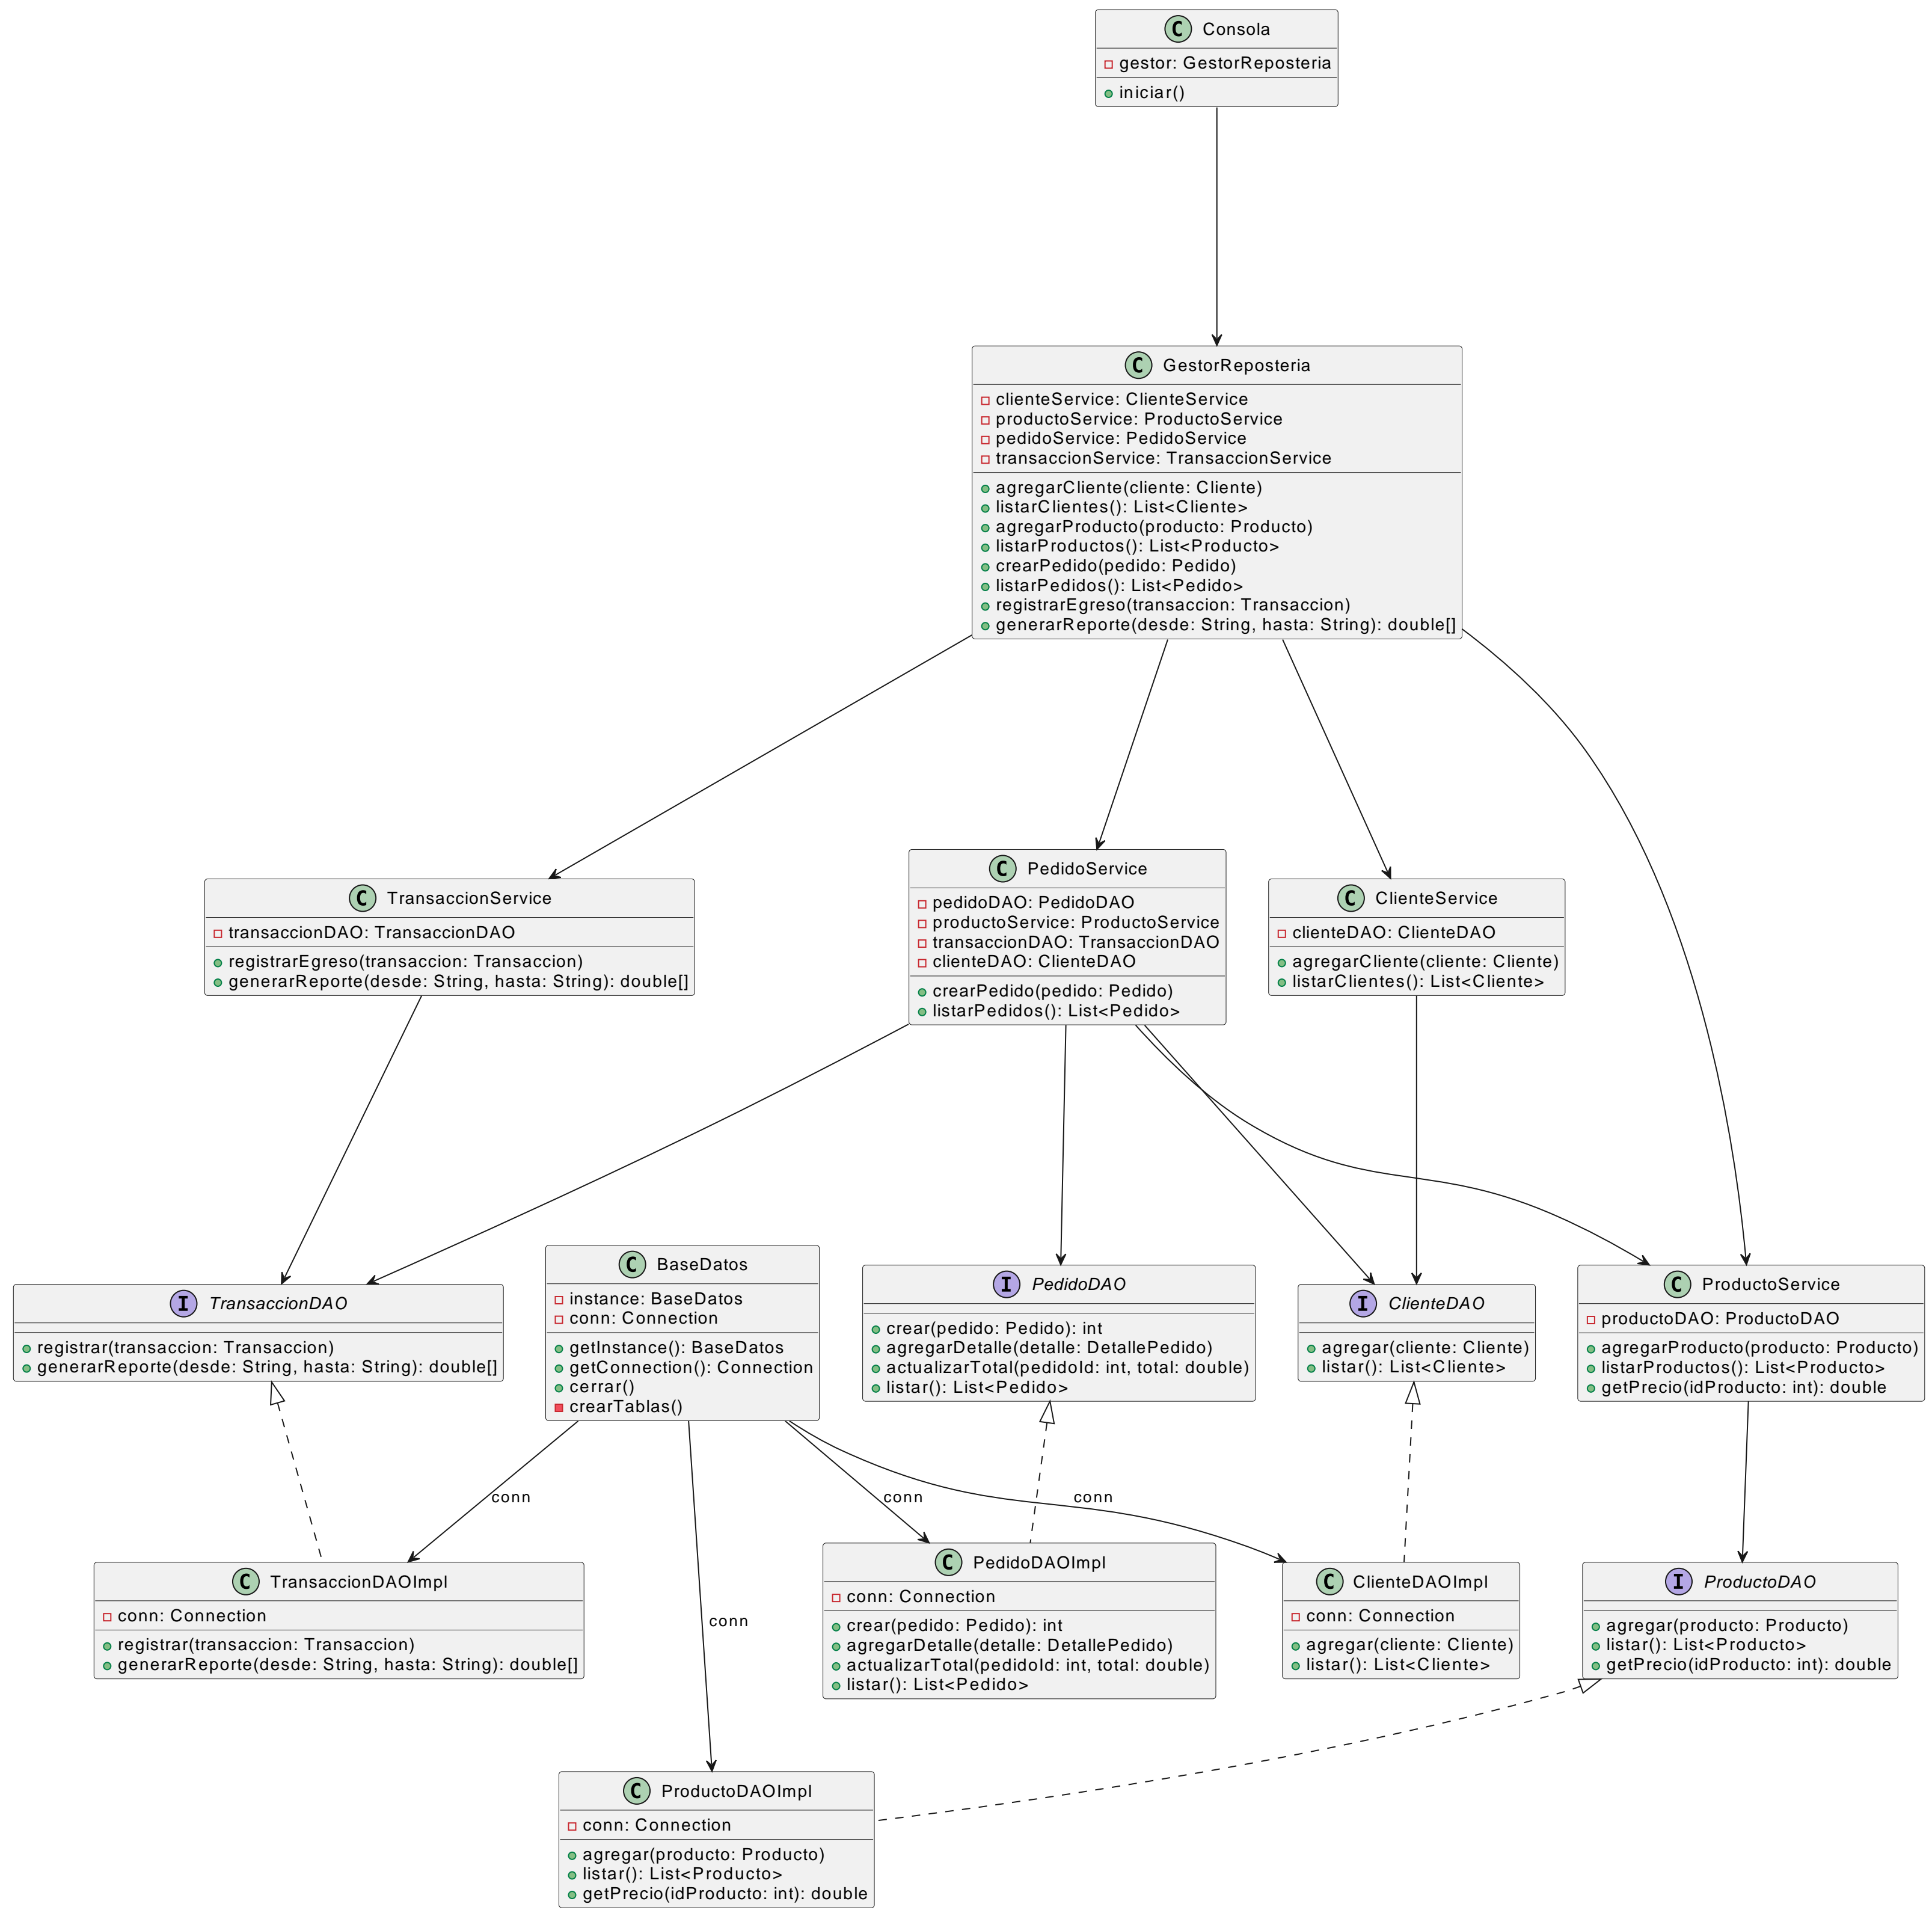 C Consola
gestor: GestorReposteria
iniciar()
C GestorReposteria
clienteService: ClienteService
productoService: ProductoService
pedidoService: PedidoService
transaccionService: TransaccionService
agregarCliente(cliente: Cliente)
listarClientes(): List<Cliente>
agregarProducto(producto: Producto)
listarProductos(): List<Producto>
crearPedido(pedido: Pedido)
listarPedidos(): List<Pedido>
registrarEgreso(transaccion: Transaccion)
generarReporte(desde: String, hasta: String): double[]
C TransaccionService
transaccionDAO: TransaccionDAO
registrarEgreso(transaccion: Transaccion)
generarReporte(desde: String, hasta: String): double[]
C PedidoService
pedidoDAO: PedidoDAO
productoService: ProductoService
transaccionDAO: TransaccionDAO
clienteDAO: ClienteDAO
crearPedido(pedido: Pedido)
listarPedidos(): List<Pedido>
C ClienteService
clienteDAO: ClienteDAO
agregarCliente(cliente: Cliente)
listarClientes(): List<Cliente>
I TransaccionDAO
registrar(transaccion: Transaccion)
generarReporte(desde: String, hasta: String): double[]
C BaseDatos
instance: BaseDatos
conn: Connection
getInstance(): BaseDatos
getConnection(): Connection
cerrar()
crearTablas()
I PedidoDAO
crear(pedido: Pedido): int
agregarDetalle(detalle: DetallePedido)
actualizarTotal(pedidoId: int, total: double)
listar(): List<Pedido>
I ClienteDAO
agregar(cliente: Cliente)
listar(): List<Cliente>
C ProductoService
productoDAO: ProductoDAO
agregarProducto(producto: Producto)
listarProductos(): List<Producto>
getPrecio(idProducto: int): double
conn
conn
conn
conn
C TransaccionDAOImpl
conn: Connection
registrar(transaccion: Transaccion)
generarReporte(desde: String, hasta: String): double[]
C PedidoDAOImpl
conn: Connection
crear(pedido: Pedido): int
agregarDetalle(detalle: DetallePedido)
actualizarTotal(pedidoId: int, total: double)
listar(): List<Pedido>
C ClienteDAOImpl
conn: Connection
agregar(cliente: Cliente)
listar(): List<Cliente>
I ProductoDAO
agregar(producto: Producto)
listar(): List<Producto>
getPrecio(idProducto: int): double
C ProductoDAOImpl
conn: Connection
agregar(producto: Producto)
listar(): List<Producto>
getPrecio(idProducto: int): double